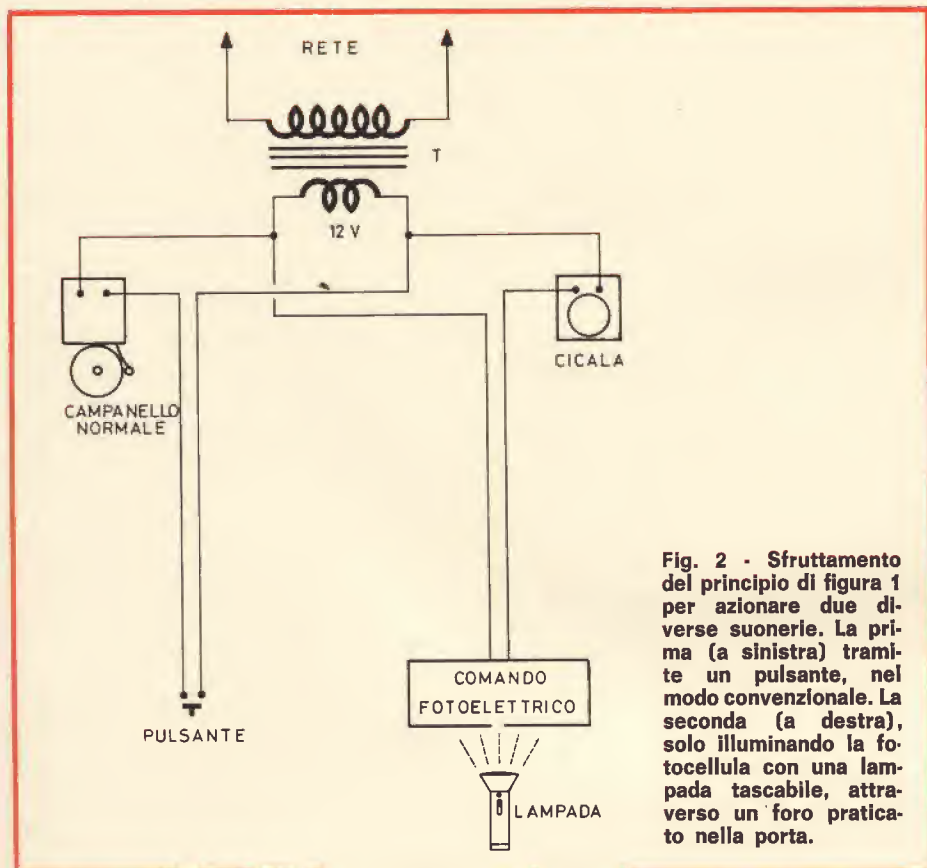 RETE
T
12 V
CAMPANELLO
NORMALE
CICALA
PULSANTE
COMANDO
FOTOELETTRICO
LAMPADA
Fig. 2 - Sfruttamento
del principio di figura 1
per azionare due di-
verse suonerie. La pri-
ma (a sinistra) trami-
te un pulsante, nel
modo convenzionale. La
seconda (a destra),
solo illuminando la fo-
tocellula con una lam-
pada tascabile, attra-
verso un foro pratica-
to nella porta.